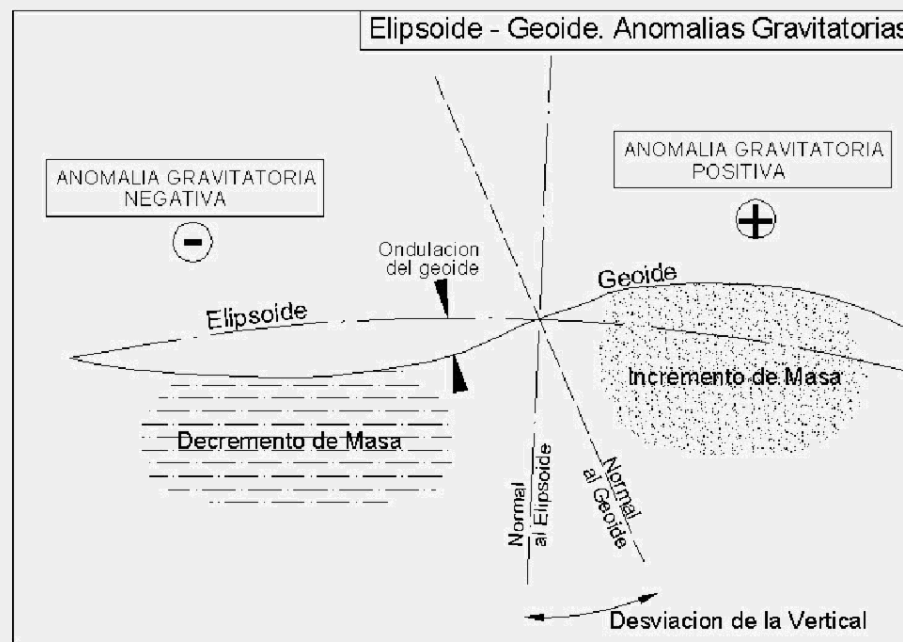 Elipsoide - Geoide. Anomalias Gravitatorias
ANOMALIA GRAVITATORIA
NEGATIVA
-
ANOMALIA GRAVITATORIA
POSITIVA
+
Ondulacion
del geoide
Geoide
Elipsoide
Incremento de Masa
Decremento de Masa
Normal
al Elipsoide
Normal
al Geoide
Desviacion de la Vertical